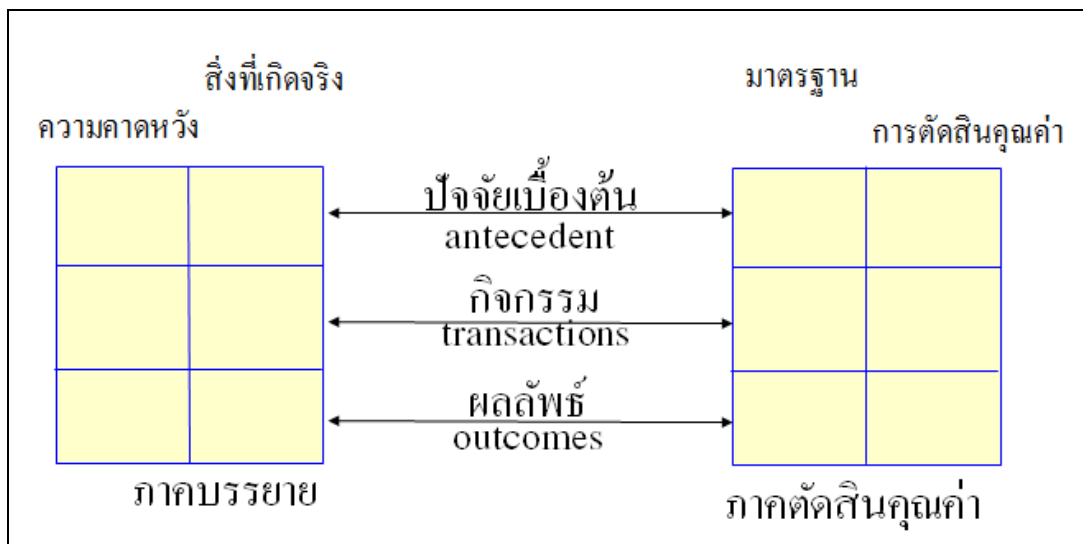 สิ่งที่เกิดจริง
มาตรฐาน
ความคาดหวัง
การตัดสินคุณค่า
ปัจจัยเบื้องต้น
antecedent
กิจกรรม
transactions
ผลลัพธ์
outcomes
ภาคบรรยาย
ภาคตัดสินคุณค่า